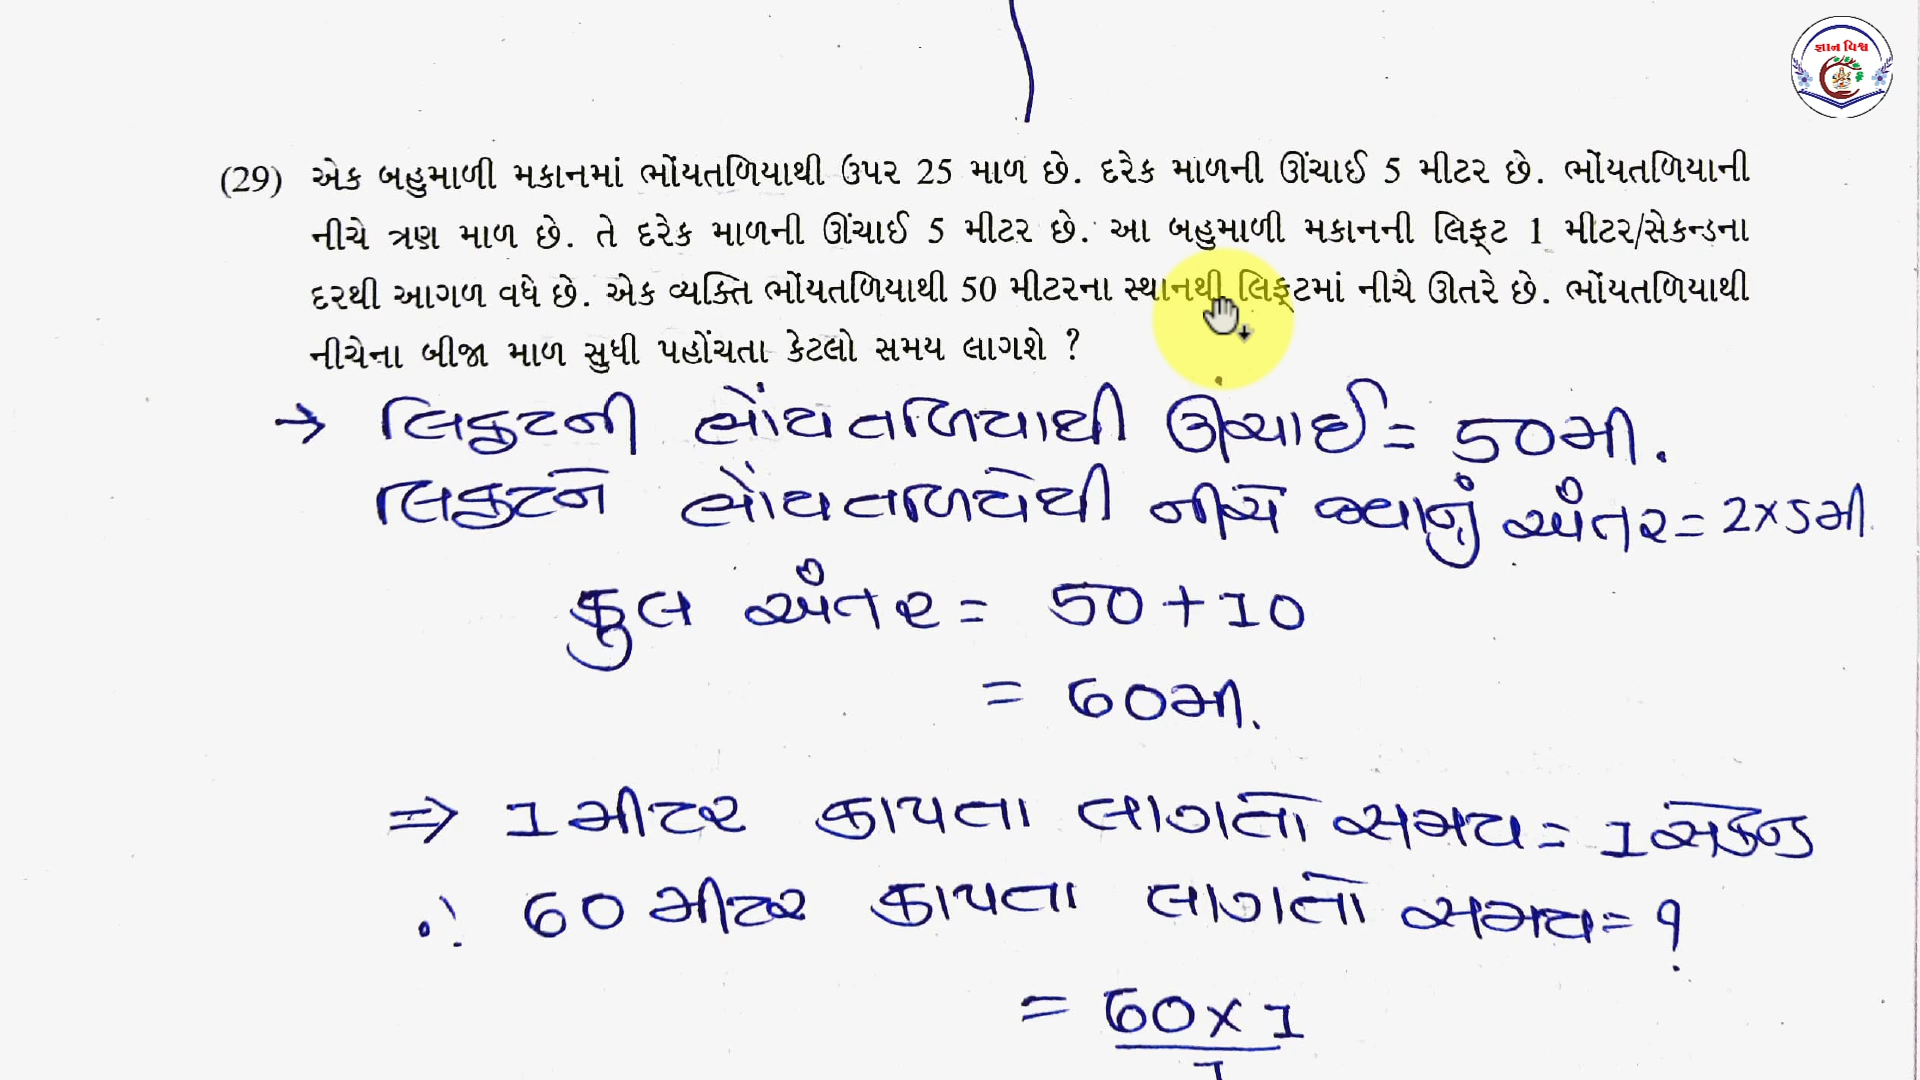 જ્ઞાન વિશ્વ
(29) એક બહુમાળી મકાનમાં ભોંયતળિયાથી ઉપર 25 માળ છે. દરેક માળની ઊંચાઈ 5 મીટર છે. ભોંયતળિયાની
નીચે ત્રણ માળ છે. તે દરેક માળની ઊંચાઈ 5 મીટર છે. આ બહુમાળી મકાનની લિફ્ટ 1 મીટર/સેકન્ડના
દરથી આગળ વધે છે. એક વ્યક્તિ ભોંયતળિયાથી 50 મીટરના સ્થાનથી લિફ્ટમાં નીચે ઊતરે છે. ભોંયતળિયાથી
નીચેના બીજા માળ સુધી પહોંચતા કેટલો સમય લાગશે ?
→ લિફ્ટની ભોંયતળિયાથી ઊંચાઈ = 50મી.
લિફ્ટને ભોંયતળિયેથી નીચે જવાનું અંતર = 2×5મી.
કુલ અંતર = 50 + 10
= 60મી.
⇒ 1 મીટર કાપતા લાગતો સમય = 1 સેકન્ડ
∴ 60 મીટર કાપતા લાગતો સમય = ?
= 60 × 1
1